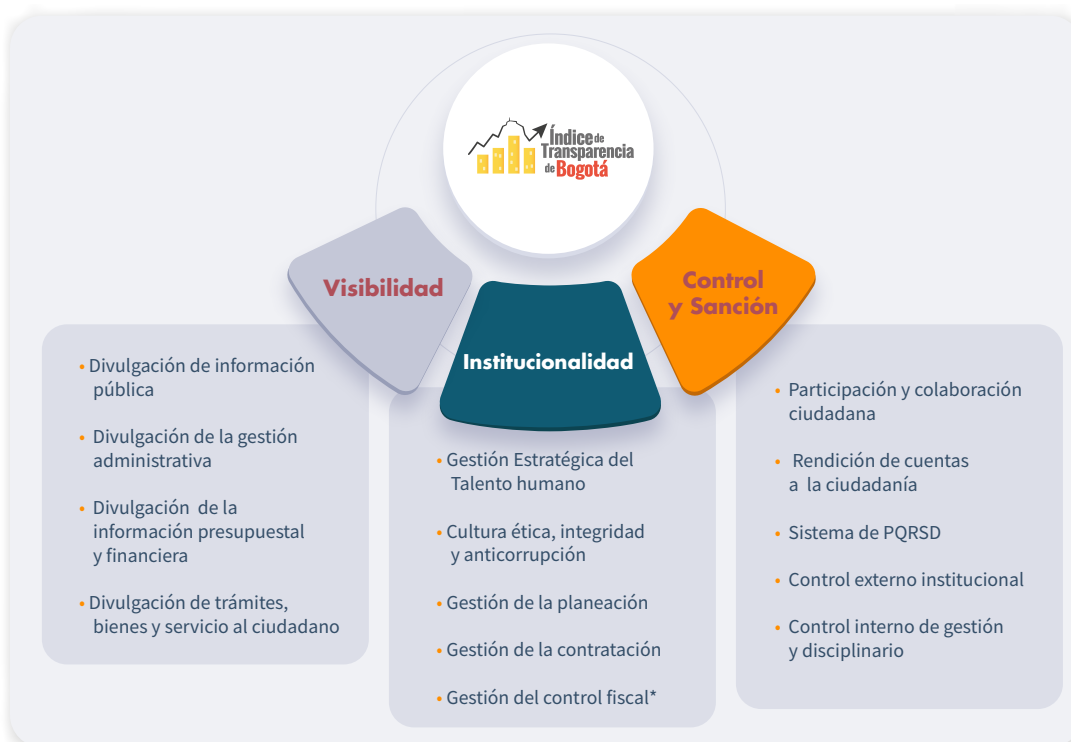 Índice de
Transparencia
de Bogotá
Visibilidad
• Divulgación de información
pública
• Divulgación de la gestión
administrativa
• Divulgación de la
información presupuestal
y financiera
• Divulgación de trámites,
bienes y servicio al ciudadano
Institucionalidad
• Gestión Estratégica del
Talento humano
• Cultura ética, integridad
y anticorrupción
• Gestión de la planeación
• Gestión de la contratación
• Gestión del control fiscal*
Control
y Sanción
• Participación y colaboración
ciudadana
• Rendición de cuentas
a la ciudadanía
• Sistema de PQRSD
• Control externo institucional
• Control interno de gestión
y disciplinario